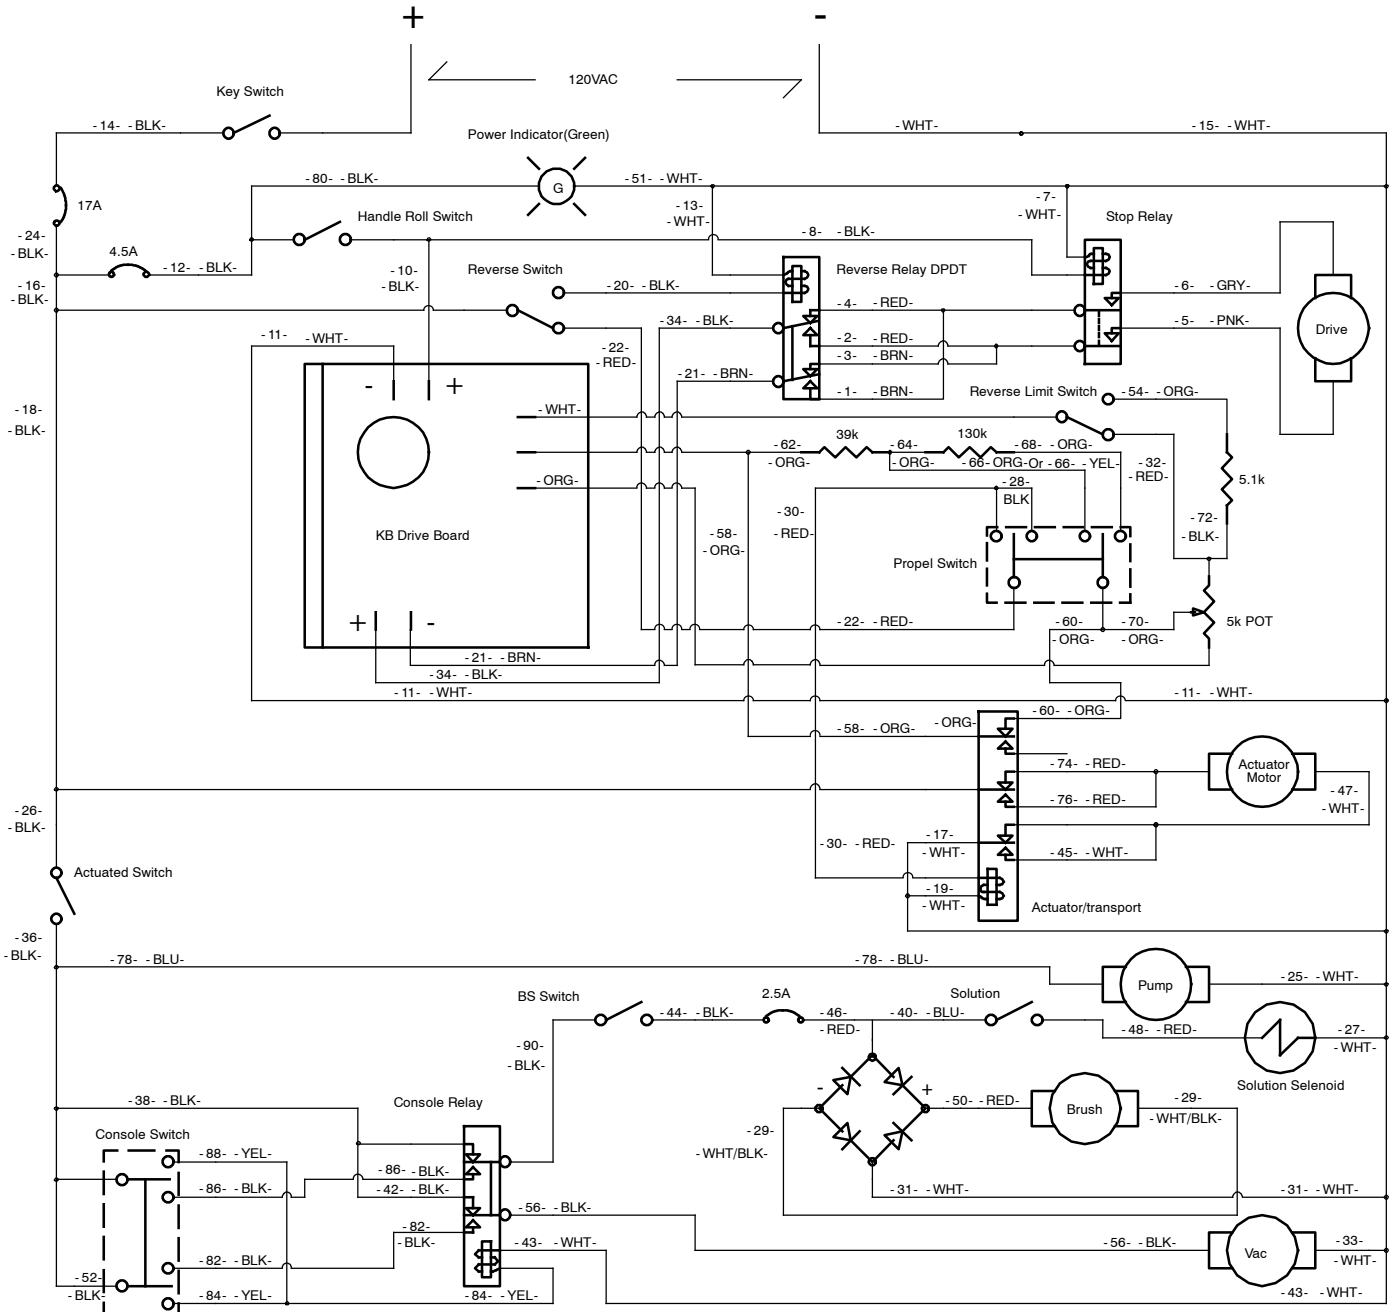 +
-
120VAC
Key Switch
-14- -BLK-
Power Indicator(Green)
-WHT-
-15- -WHT-
-80- -BLK-
G
-51- -WHT-
17A
-13-
-WHT-
-7-
-WHT-
Handle Roll Switch
Stop Relay
-8- -BLK-
-24-
-BLK-
4.5A
-12- -BLK-
-10-
-BLK-
Reverse Switch
Reverse Relay DPDT
-16-
-BLK-
-20- -BLK-
-6- -GRY-
-4- -RED-
-34- -BLK-
-5- -PNK-
Drive
-11- -WHT-
-22-
-RED-
-2- -RED-
-3- -BRN-
-21- -BRN-
-
+
-1- -BRN-
Reverse Limit Switch
-54- -ORG-
-18-
-BLK-
-WHT-
39k
130k
-62-
-ORG-
-64-
-ORG-
-68- -ORG-
-66-ORG-Or -66- -YEL-
-32-
-RED-
5.1k
-ORG-
-28-
BLK
-30-
-RED-
-72-
-BLK-
KB Drive Board
-58-
-ORG-
Propel Switch
+
-
-22- -RED-
-60-
-ORG-
-70-
-ORG-
5k POT
-21- -BRN-
-34- -BLK-
-11- -WHT-
-11- -WHT-
-60- -ORG-
-58- -ORG-
-ORG-
-74- -RED-
Actuator
Motor
-76- -RED-
-47-
-WHT-
-26-
-BLK-
-30- -RED-
-17-
-WHT-
-45- -WHT-
Actuated Switch
-19-
-WHT-
Actuator/transport
-36-
-BLK-
-78- -BLU-
-78- -BLU-
Pump
-25- -WHT-
BS Switch
2.5A
Solution
-44- -BLK-
-46-
-RED-
-40- -BLU-
-48- -RED-
-27-
-WHT-
-90-
-BLK-
Solution Selenoid
-
+
-38- -BLK-
Console Relay
-50- -RED-
Brush
-29-
-WHT/BLK-
Console Switch
-29-
-WHT/BLK-
-88- -YEL-
-86- -BLK-
-86- -BLK-
-42- -BLK-
-31- -WHT-
-31- -WHT-
-56- -BLK-
-82-
-BLK-
-43- -WHT-
-56- -BLK-
Vac
-33-
-WHT-
-82- -BLK-
-52-
-BLK-
-84- -YEL-
-84- -YEL-
-43- -WHT-